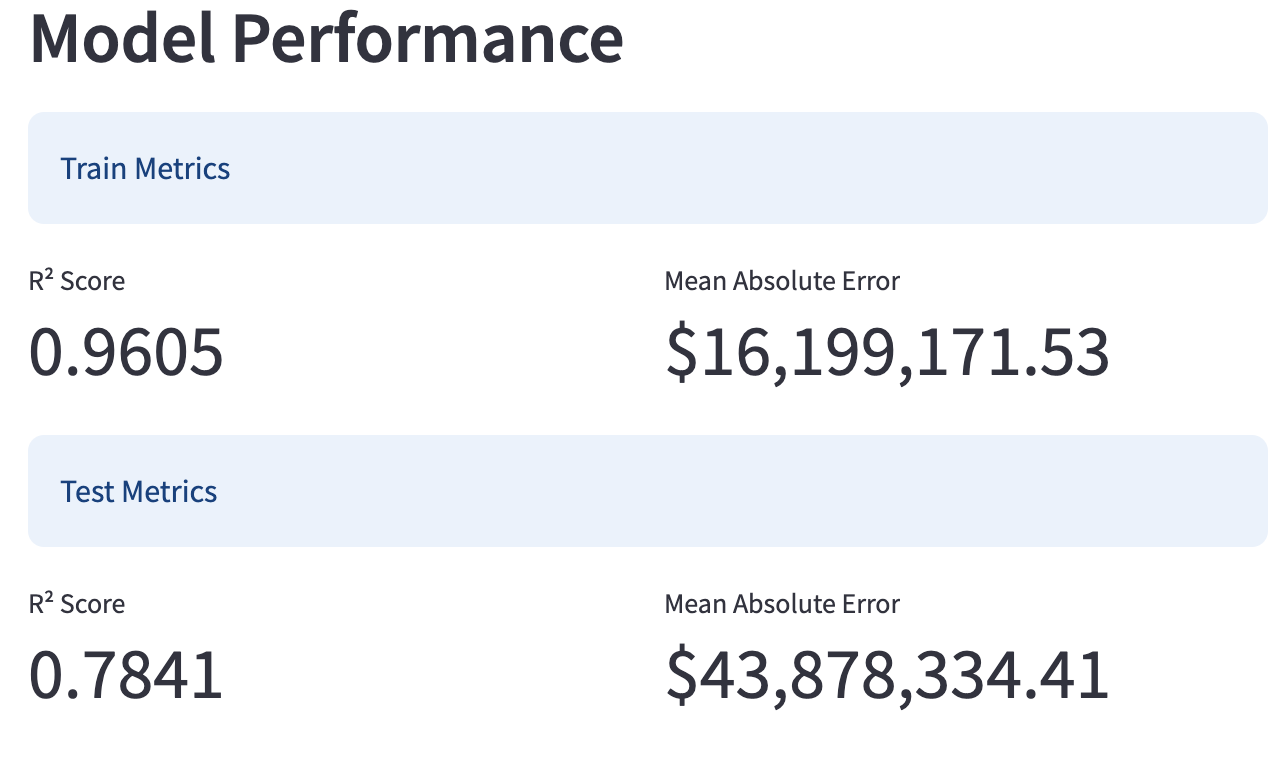 Model Performance
Train Metrics
R² Score
Mean Absolute Error
0.9605
$16,199,171.53
Test Metrics
R² Score
Mean Absolute Error
0.7841
$43,878,334.41